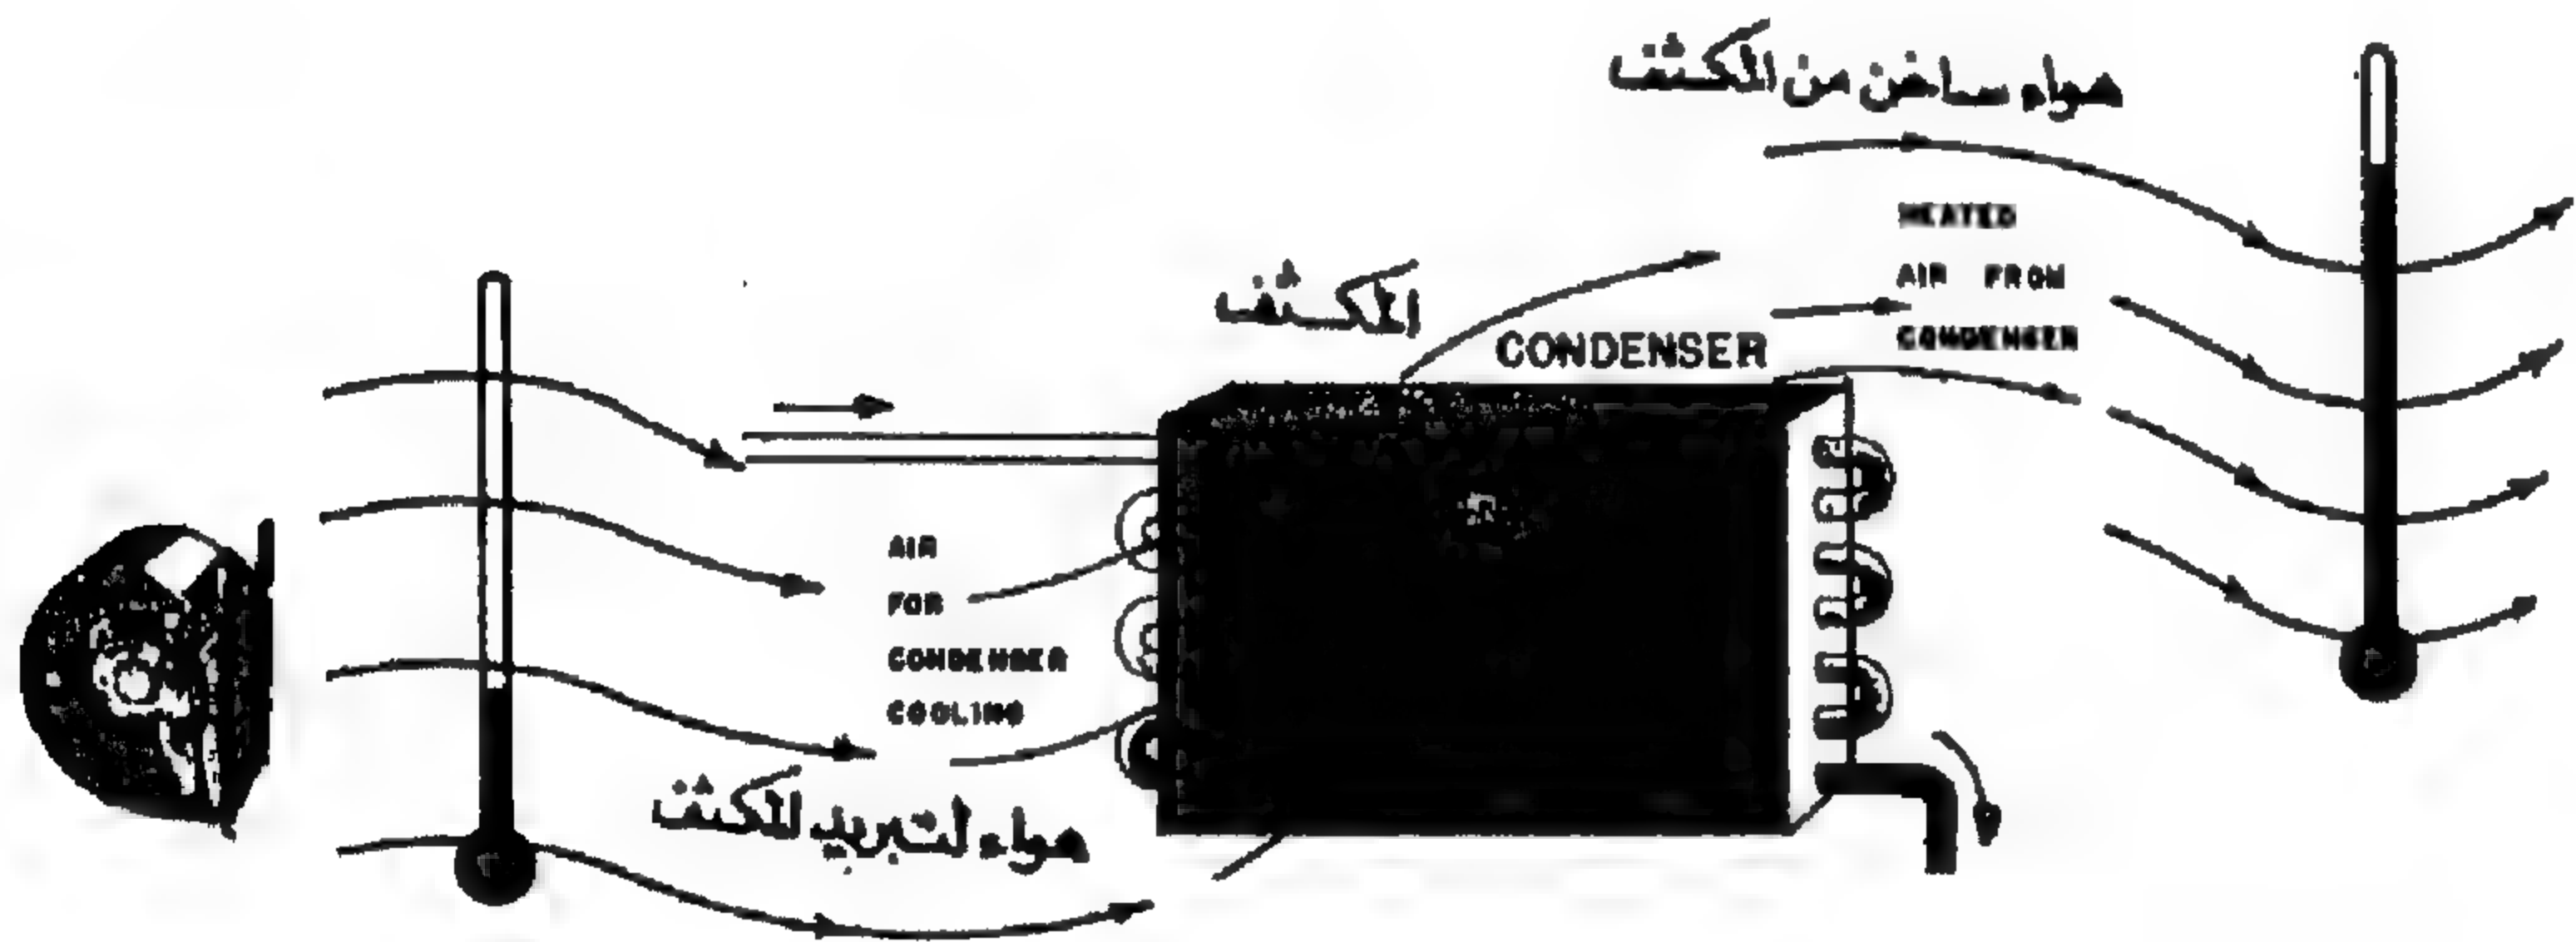 هواء ساخن من المكثف
HEATED
AIR FROM
CONDENSER
المكثف
CONDENSER
AIR
FOR
CONDENSER
COOLING
هواء لتبريد المكثف